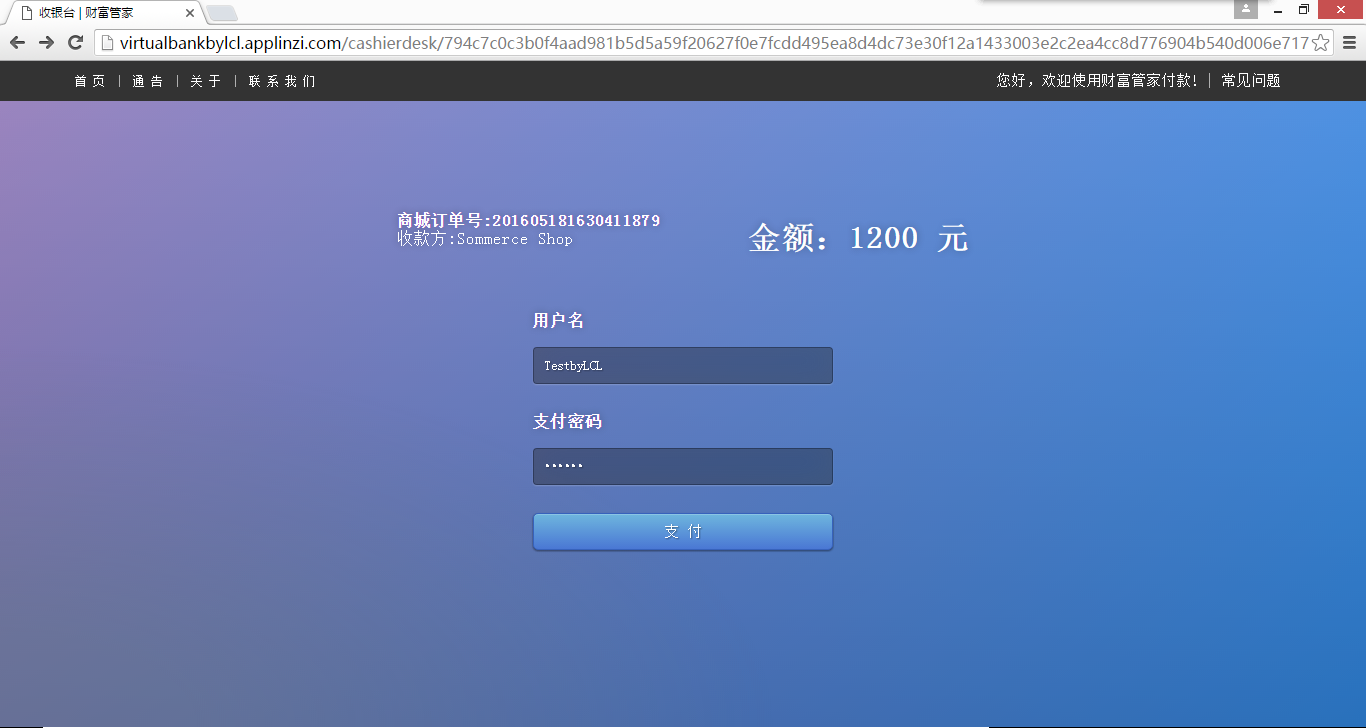 收银台 | 财富管家
virtualbankbylcl.applinzi.com/cashierdesk/794c7c0c3b0f4aad981b5d5a59f20627f0e7fcdd495ea8d4dc73e30f12a1433003e2c2ea4cc8d776904b540d006e717
首页 | 通告 | 关于 | 联系我们
您好，欢迎使用财富管家付款! | 常见问题
商城订单号:201605181630411879
收款方:Sommerce Shop
金额：1200 元
用户名
TestbyLCL
支付密码
••••••
支 付